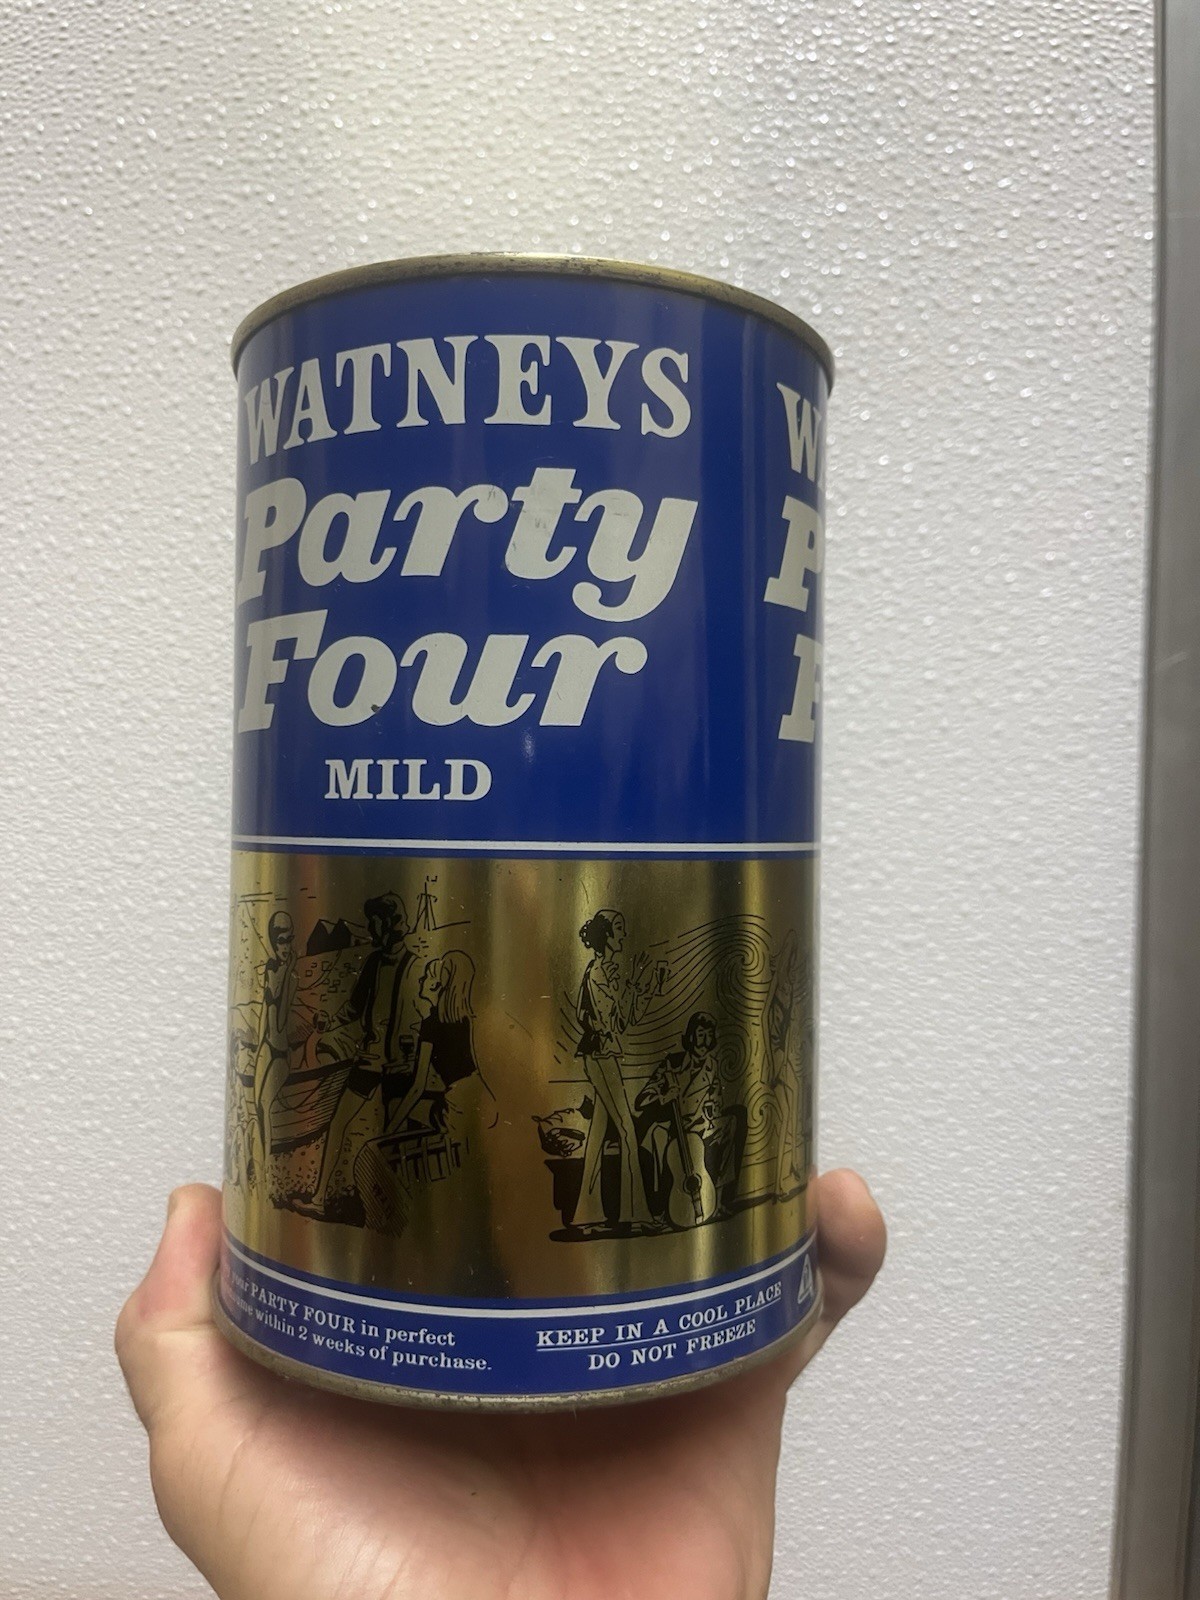 WATNEYS
Party
Four
MILD
your PARTY FOUR in perfect
within 2 weeks of purchase.
KEEP IN A COOL PLACE
DO NOT FREEZE
W
P
F